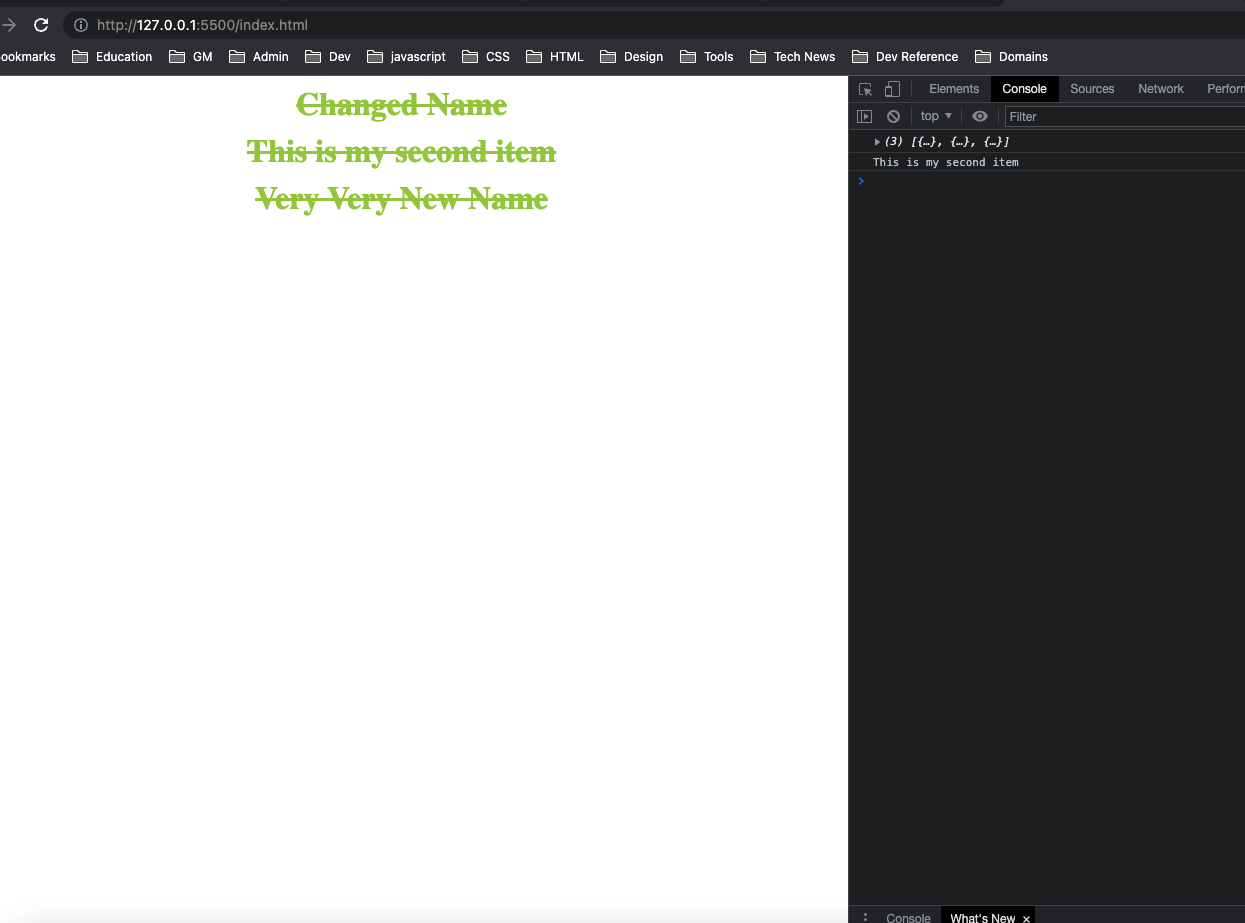 http://127.0.0.1:5500/index.html
ookmarks Education GM Admin Dev javascript CSS HTML Design Tools Tech News Dev Reference Domains
Changed Name
This is my second item
Very Very New Name
Elements Console Sources Network Perforn
top ▼ Filter
▶ (3) [{…}, {…}, {…}]
This is my second item
>
Console What's New ×